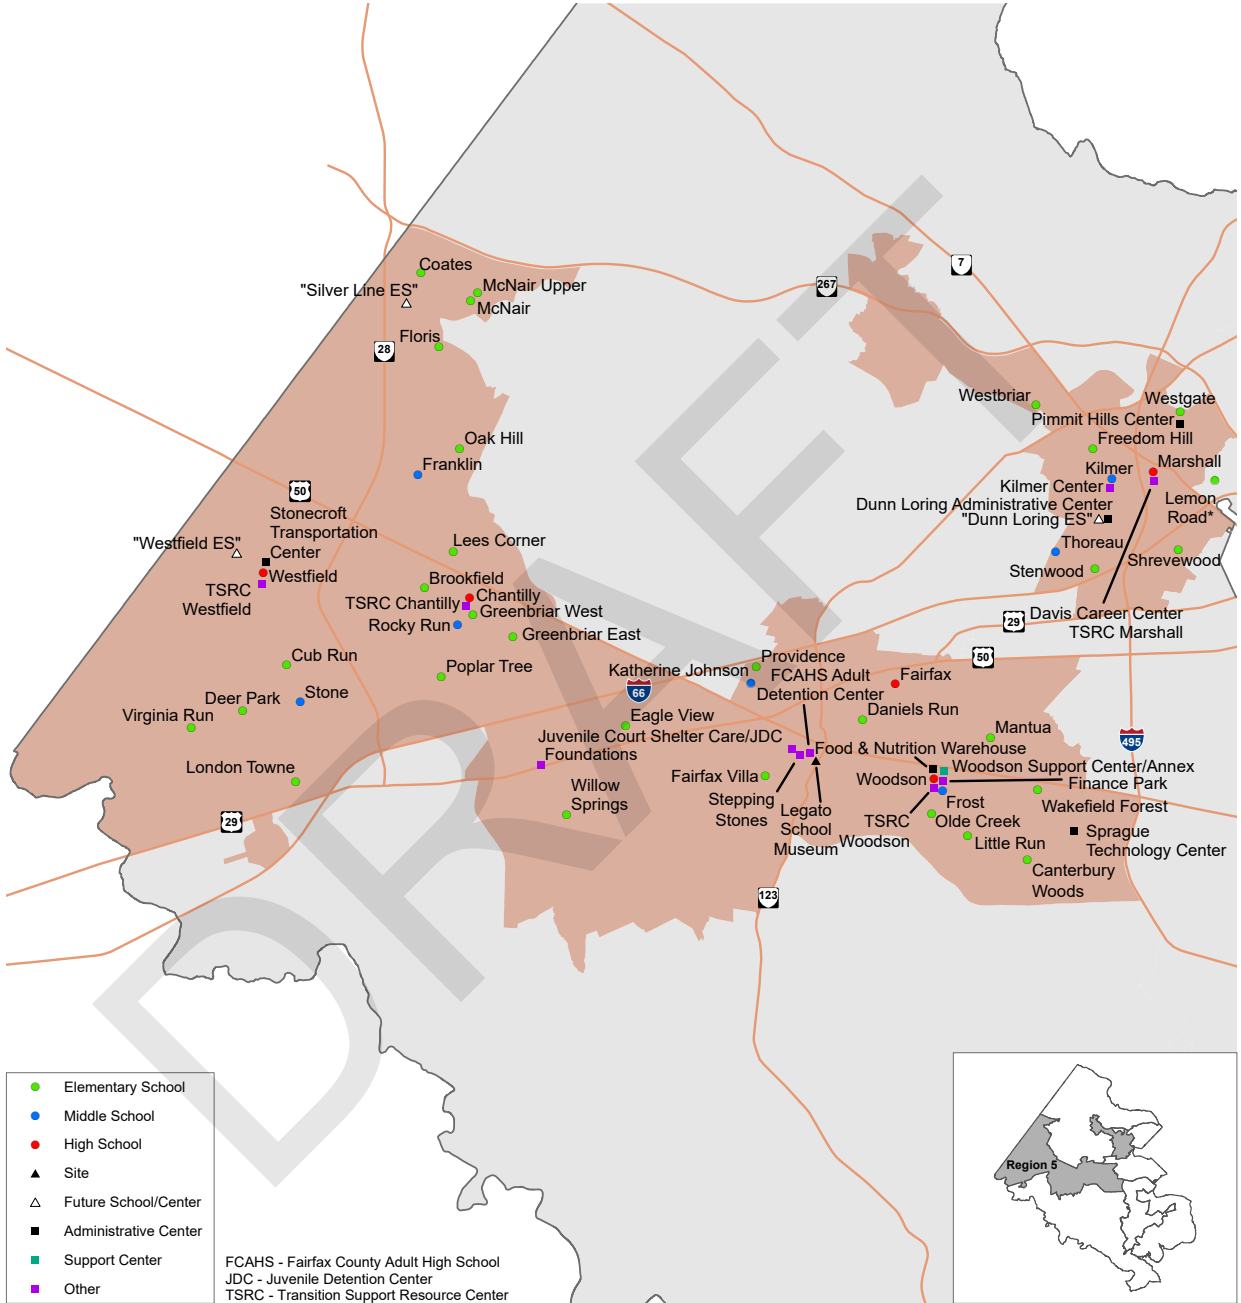 7
267
Coates
"Silver Line ES"
McNair Upper
McNair
Floris
28
Westbriar
Westgate
Pimmit Hills Center
Freedom Hill
Oak Hill
Franklin
Kilmer
Marshall
Kilmer Center
50
Stonecroft
Transportation
Center
Dunn Loring Administrative Center
"Dunn Loring ES"
Lemon
Road*
"Westfield ES"
Lees Corner
Thoreau
Shrevewood
Westfield
Stenwood
TSRC
Westfield
Brookfield
Chantilly
TSRC Chantilly
Greenbriar West
Rocky Run
Greenbriar East
29
Davis Career Center
TSRC Marshall
Cub Run
Poplar Tree
Katherine Johnson
Providence
50
FCAHS Adult
Detention Center
Fairfax
66
Deer Park
Stone
Virginia Run
Eagle View
Daniels Run
Mantua
495
Juvenile Court Shelter Care/JDC
Foundations
Food & Nutrition Warehouse
Woodson Support Center/Annex
London Towne
Fairfax Villa
Woodson
Finance Park
Willow
Springs
Stepping
Stones
Legato
School
Museum
TSRC
Woodson
Frost
Olde Creek
Wakefield Forest
29
Little Run
Sprague
Technology Center
Canterbury
Woods
123
DRAFT
Elementary School
Middle School
High School
Site
Future School/Center
Administrative Center
Support Center
Other
FCAHS - Fairfax County Adult High School
JDC - Juvenile Detention Center
TSRC - Transition Support Resource Center
Region 5